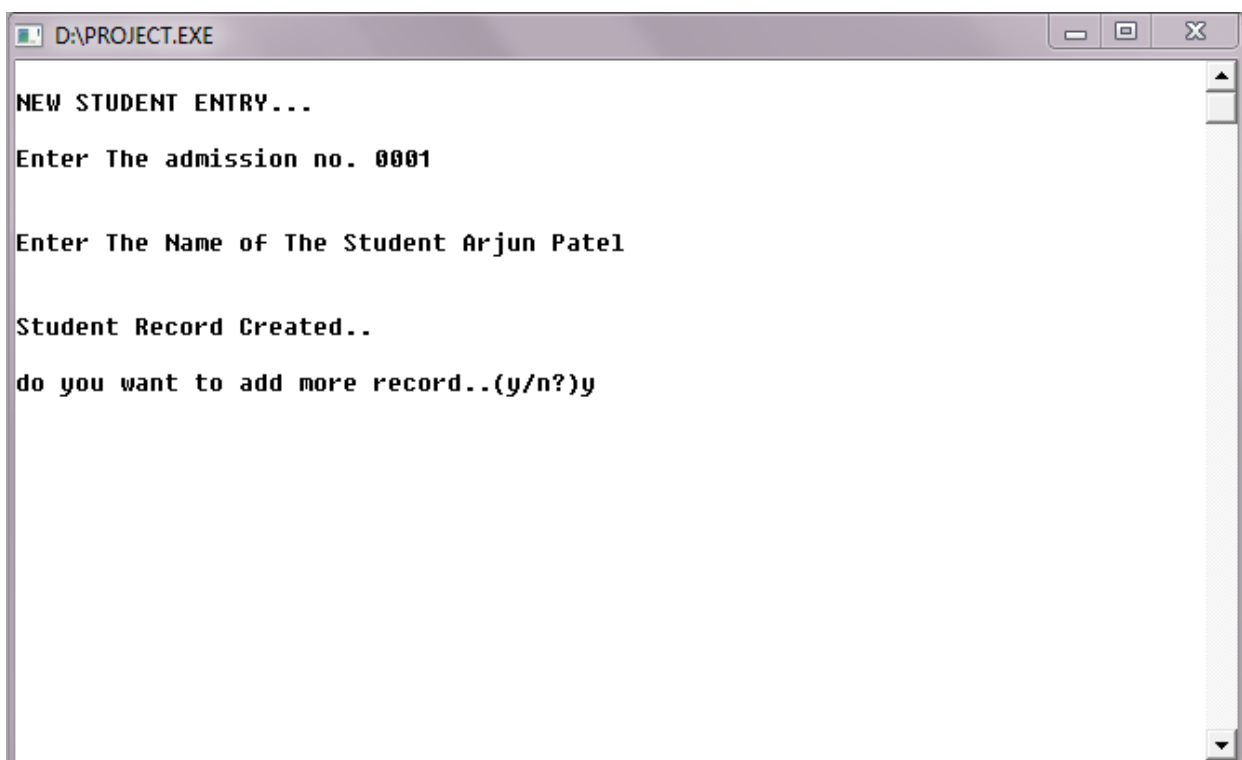 D:\PROJECT.EXE
NEW STUDENT ENTRY...
Enter The admission no. 0001
Enter The Name of The Student Arjun Patel
Student Record Created..
do you want to add more record..(y/n?)y